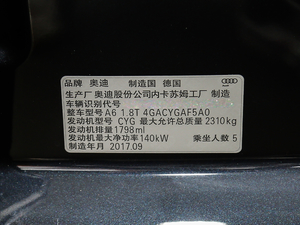 品牌 奥迪 制造国 德国
生产厂 奥迪股份公司内卡苏姆工厂 制造
车辆识别代号
整车型号 A6 1.8T 4GACYGAF5A0
发动机型号 CYG 最大允许总质量 2310kg
发动机排量 1798ml
发动机最大净功率 140kW 乘坐人数 5
制造年月 2017.09